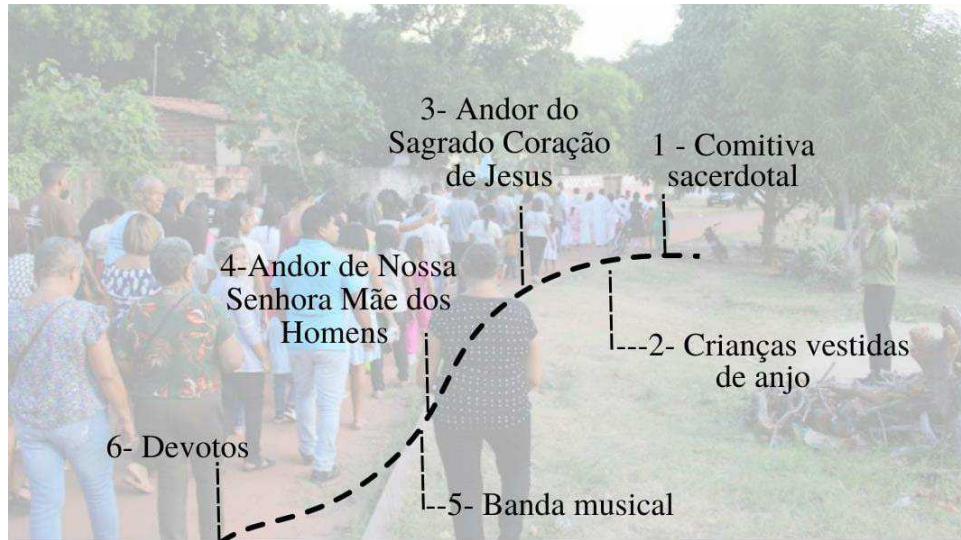 3- Andor do
Sagrado Coração
de Jesus
1 - Comitiva
sacerdotal
4-Andor de Nossa
Senhora Mãe dos
Homens
2- Crianças vestidas
de anjo
6- Devotos
5- Banda musical